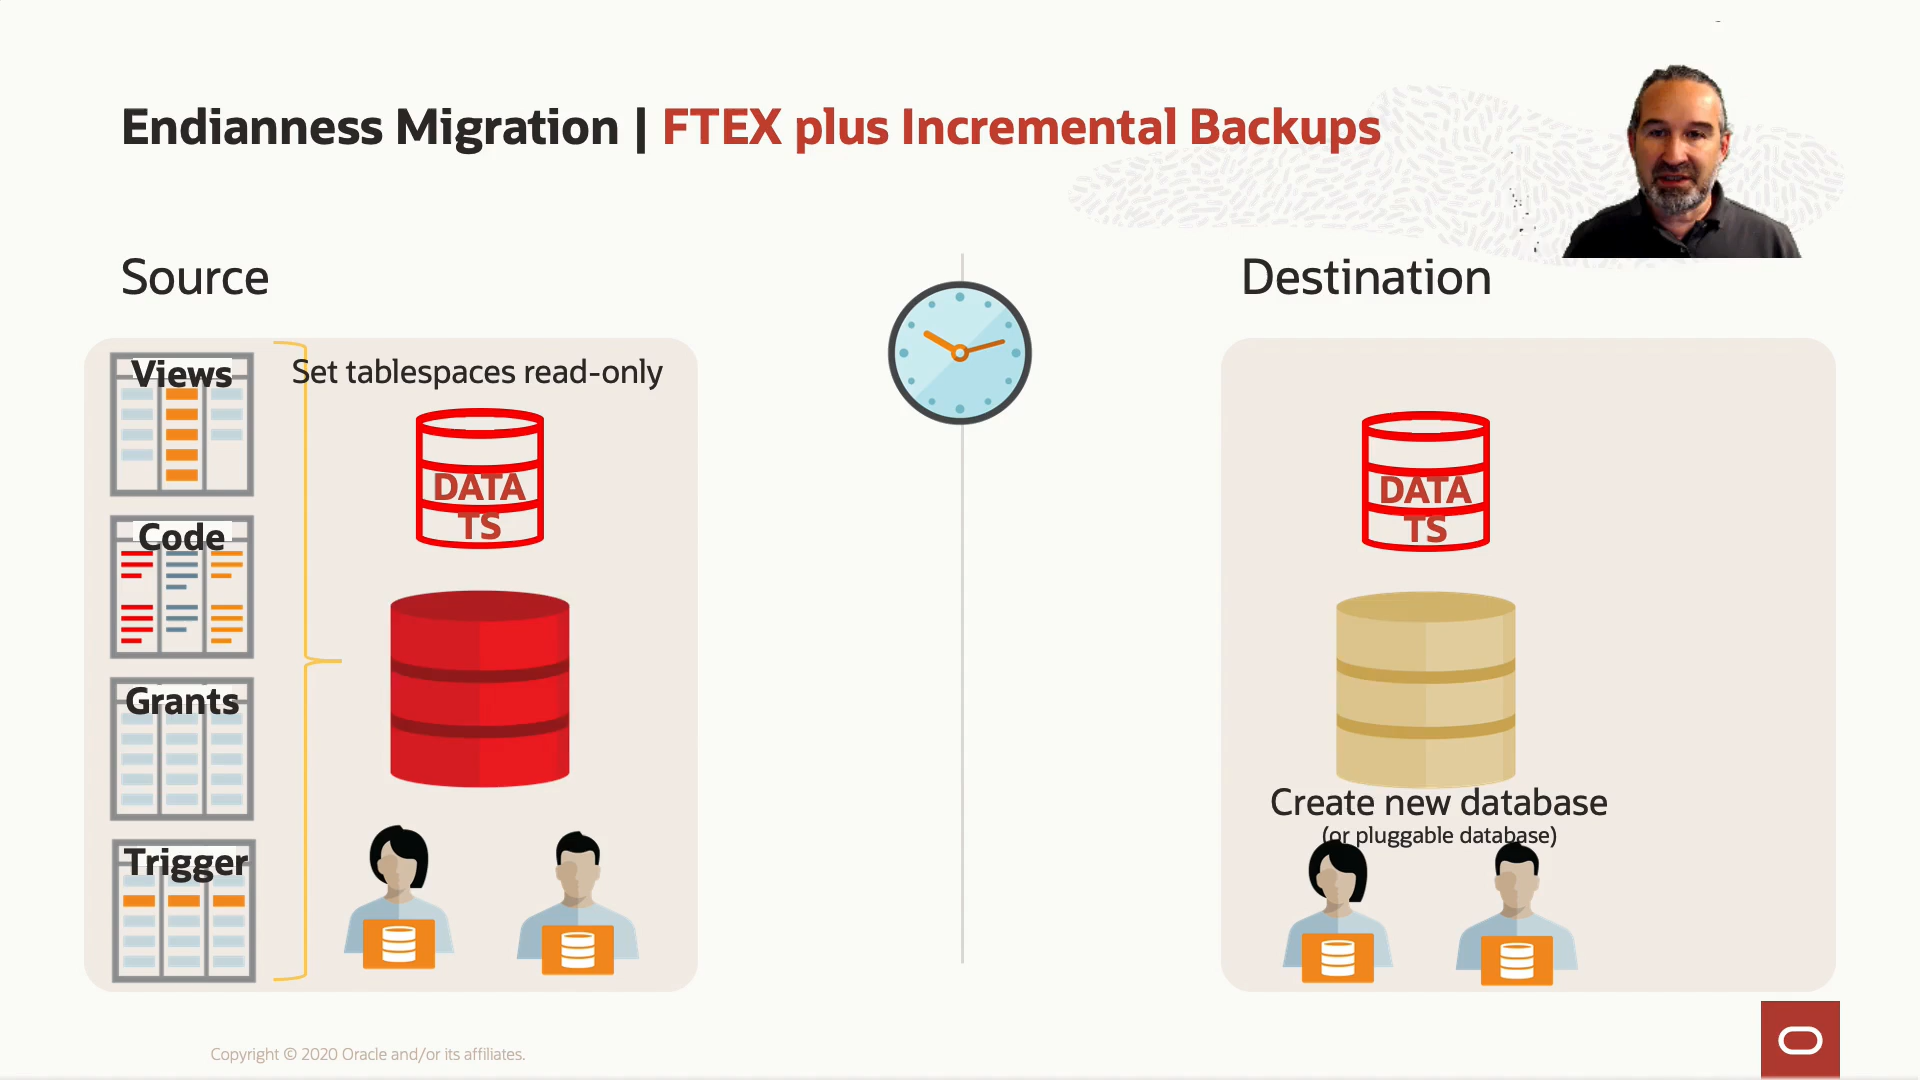 Endianness Migration | FTEX plus Incremental Backups
Source
Destination
Views
Code
Grants
Trigger
Set tablespaces read-only
DATA
TS
DATA
TS
Create new database
(or pluggable database)
Copyright © 2020 Oracle and/or its affiliates.